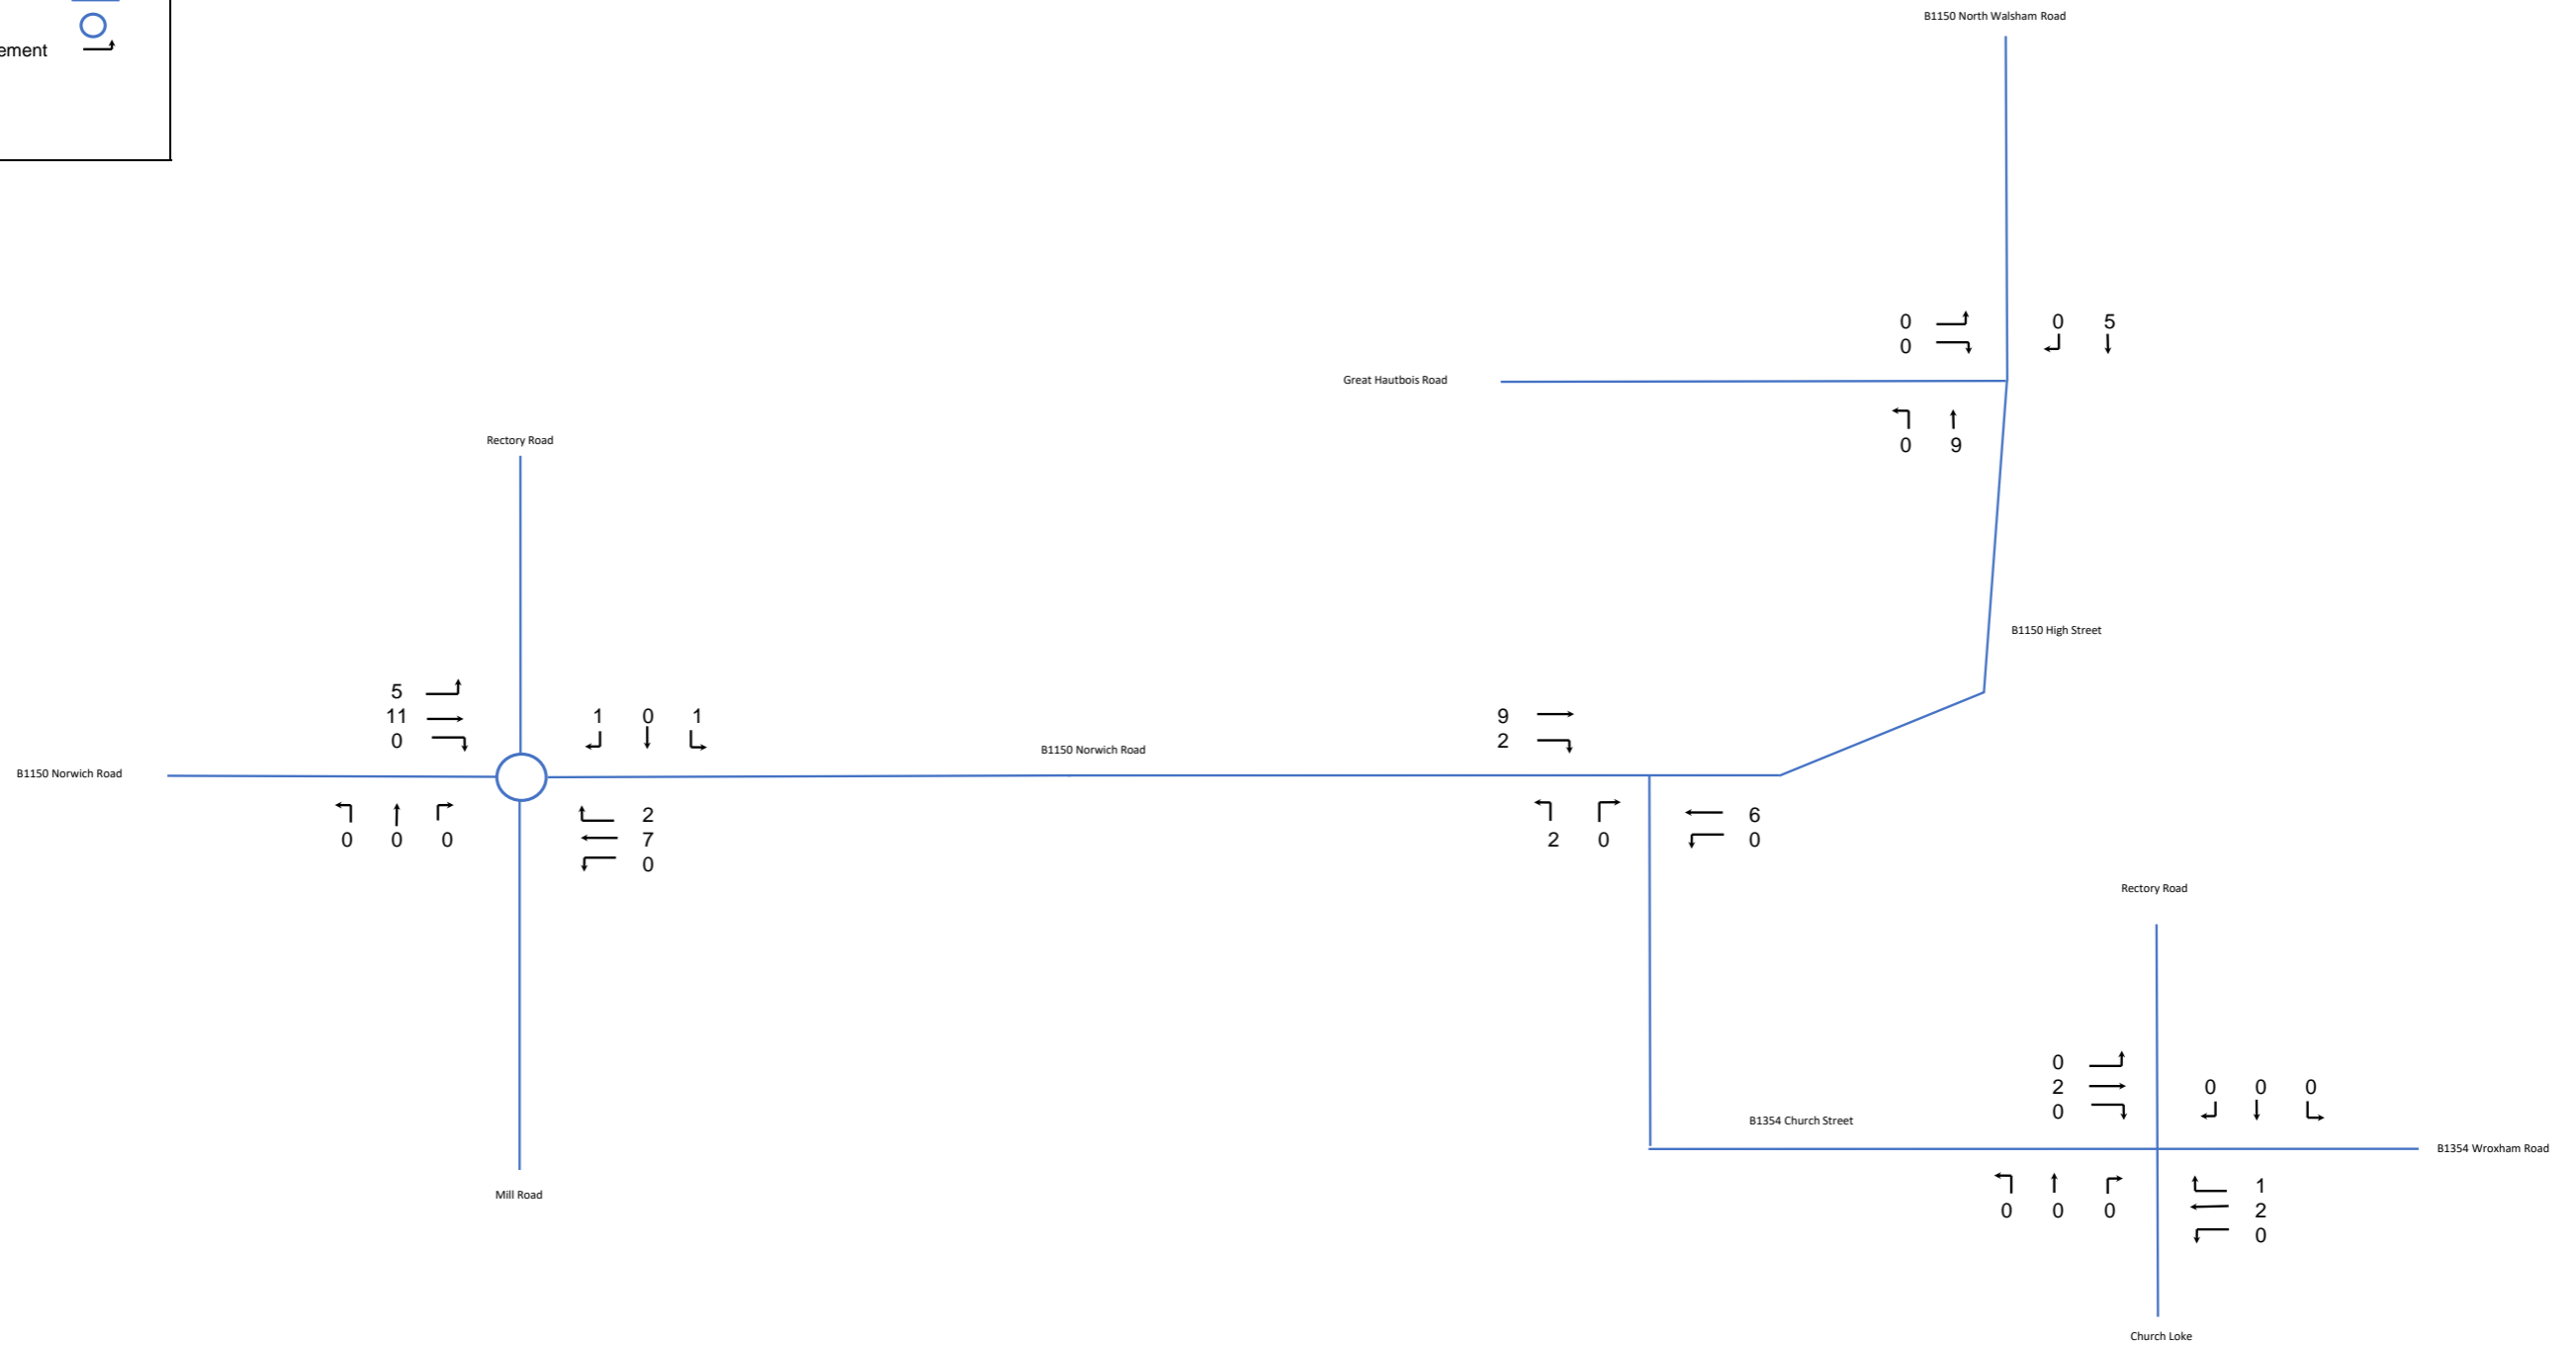 B1150 North Walsham Road
ement
0 0 5
0
Great Hautbois Road
0 9
Rectory Road
B1150 High Street
5
11 1 0 1
0
9
2
B1150 Norwich Road
B1150 Norwich Road
0 0 0
2
7
0
2 0
6
0
Rectory Road
0
2 0 0 0
0
B1354 Church Street
B1354 Wroxham Road
0 0 0
1
2
0
Mill Road
Church Loke